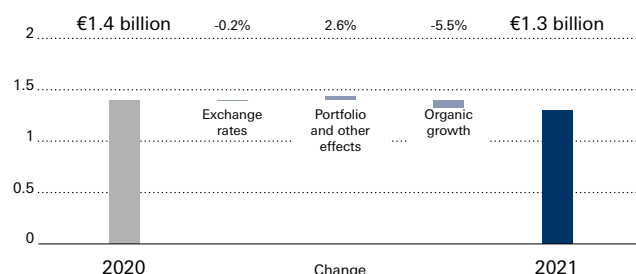 €1.4 billion -0.2% 2.6% -5.5% €1.3 billion
2
1.5
Exchange rates
Portfolio and other effects
Organic growth
1
0.5
0
2020 Change 2021